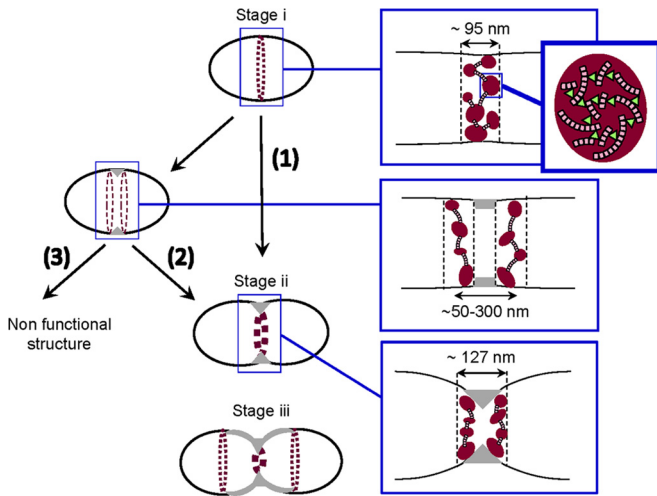 Stage i
~ 95 nm
(1)
(3)
(2)
Non functional
structure
Stage ii
~50-300 nm
~ 127 nm
Stage iii